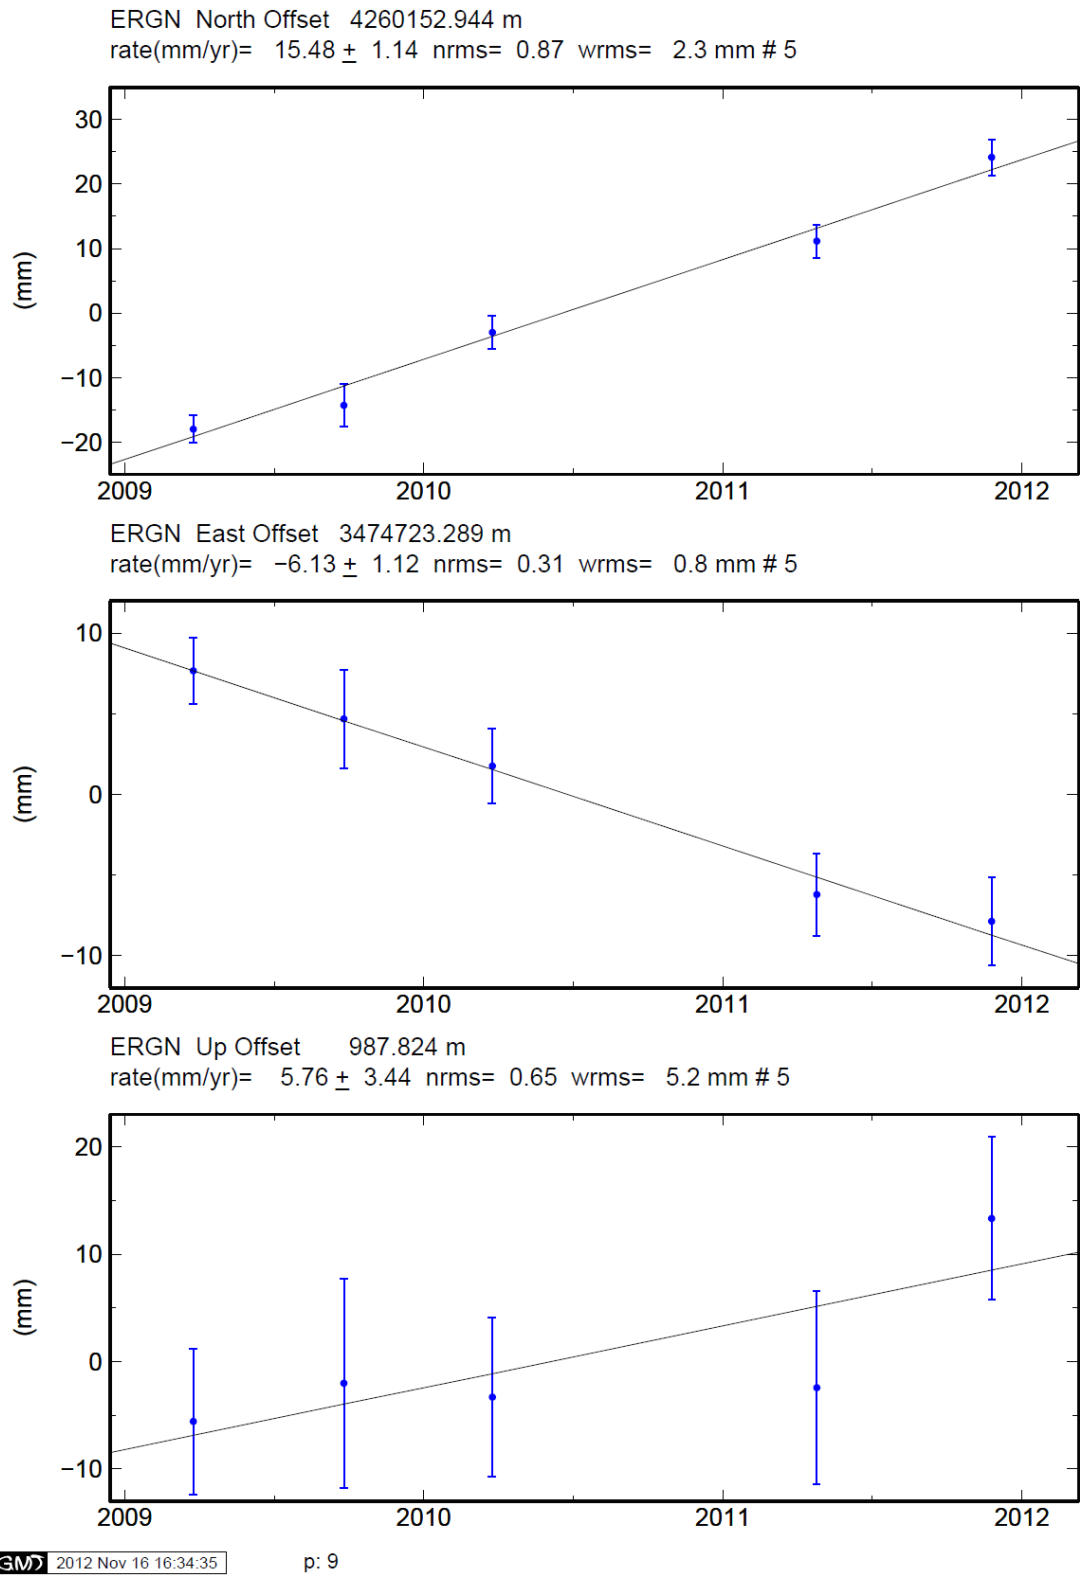 ERGN North Offset 4260152.944 m
rate(mm/yr)= 15.48 ± 1.14 nrms= 0.87 wrms= 2.3 mm # 5
30
20
10
0
−10
−20
(mm)
2009 2010 2011 2012
ERGN East Offset 3474723.289 m
rate(mm/yr)= −6.13 ± 1.12 nrms= 0.31 wrms= 0.8 mm # 5
10
0
−10
(mm)
2009 2010 2011 2012
ERGN Up Offset 987.824 m
rate(mm/yr)= 5.76 ± 3.44 nrms= 0.65 wrms= 5.2 mm # 5
20
10
0
−10
(mm)
2009 2010 2011 2012
GMT 2012 Nov 16 16:34:35 p: 9